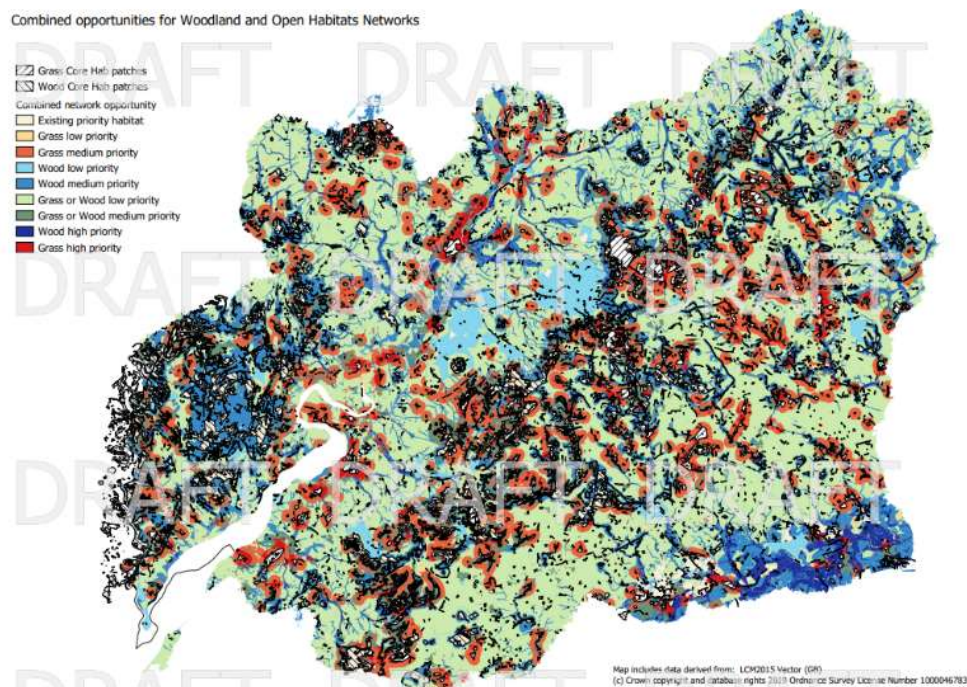 Combined opportunities for Woodland and Open Habitats Networks
DRAFT DRAFT DRAFT
Grass Core Hab patches
Wood Core Hab patches
Combined network opportunity
Existing priority habitat
Grass low priority
Grass medium priority
Wood low priority
Wood medium priority
Grass or Wood low priority
Grass or Wood medium priority
Wood high priority
Grass high priority
DRAFT DRAFT DRAFT
DRAFT DRAFT DRAFT
DRAFT DRAFT DRAFT
Map includes data derived from: LCM2015 Vector (GB)
(c) Crown copyright and database rights 2019 Ordnance Survey License Number 1000046783